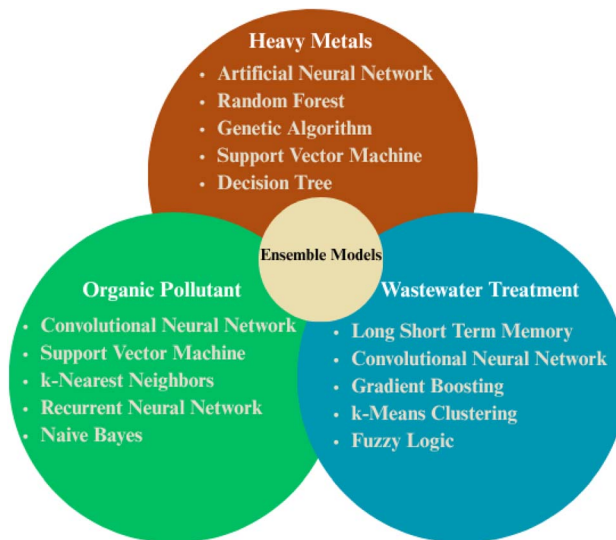 Heavy Metals
• Artificial Neural Network
• Random Forest
• Genetic Algorithm
• Support Vector Machine
• Decision Tree
Ensemble Models
Organic Pollutant
• Convolutional Neural Network
• Support Vector Machine
• k-Nearest Neighbors
• Recurrent Neural Network
• Naive Bayes
Wastewater Treatment
• Long Short Term Memory
• Convolutional Neural Network
• Gradient Boosting
• k-Means Clustering
• Fuzzy Logic